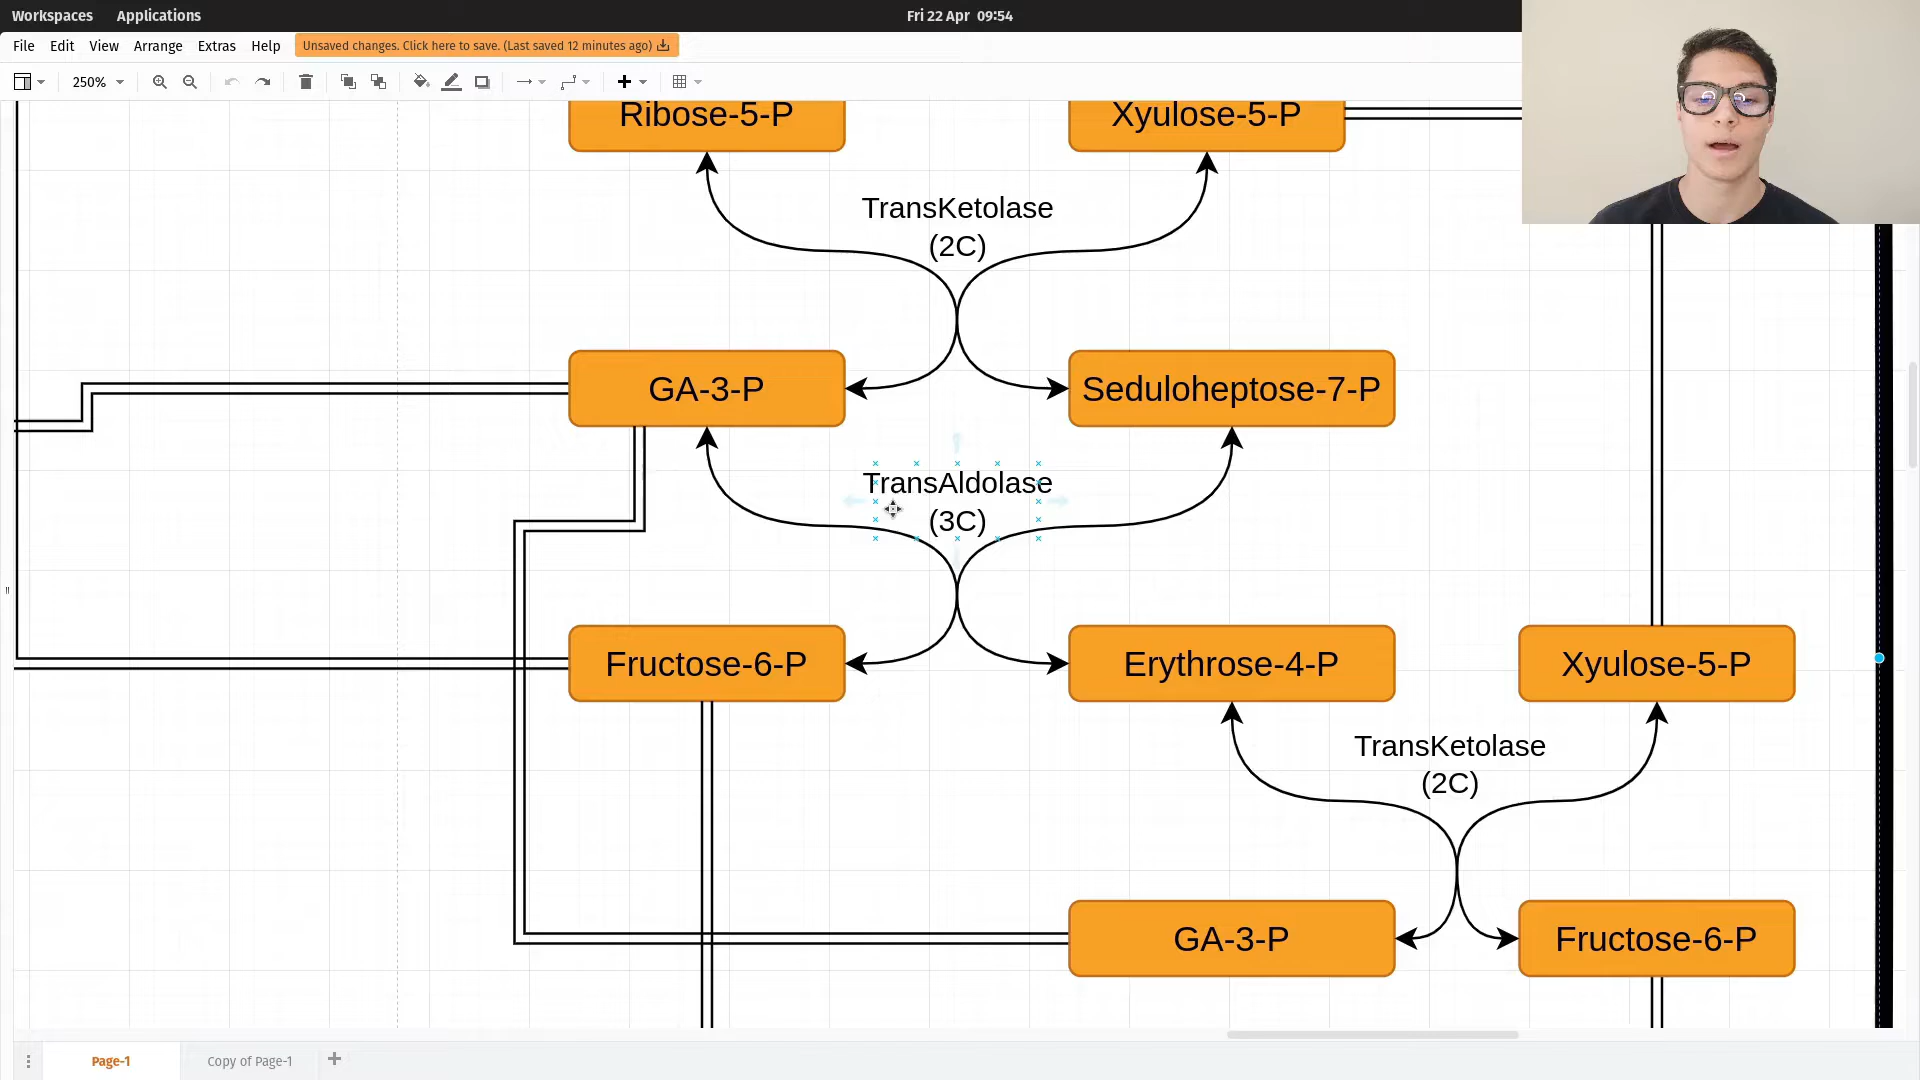 Workspaces Applications Fri 22 Apr 09:54
File Edit View Arrange Extras Help Unsaved changes. Click here to save. (Last saved 12 minutes ago)
250%
Ribose-5-P Xyulose-5-P
TransKetolase
(2C)
GA-3-P Seduloheptose-7-P
TransAldolase
(3C)
Fructose-6-P Erythrose-4-P Xyulose-5-P
TransKetolase
(2C)
GA-3-P Fructose-6-P
Page-1 Copy of Page-1